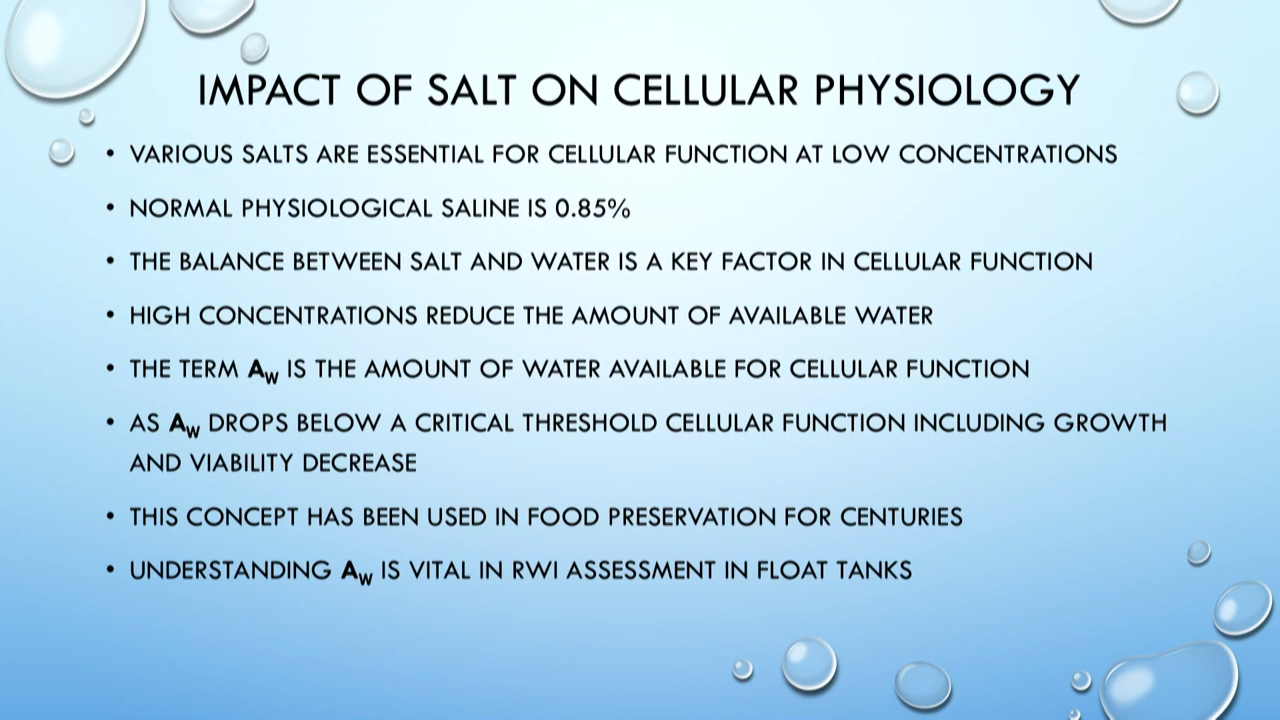 IMPACT OF SALT ON CELLULAR PHYSIOLOGY
• VARIOUS SALTS ARE ESSENTIAL FOR CELLULAR FUNCTION AT LOW CONCENTRATIONS
• NORMAL PHYSIOLOGICAL SALINE IS 0.85%
• THE BALANCE BETWEEN SALT AND WATER IS A KEY FACTOR IN CELLULAR FUNCTION
• HIGH CONCENTRATIONS REDUCE THE AMOUNT OF AVAILABLE WATER
• THE TERM AW IS THE AMOUNT OF WATER AVAILABLE FOR CELLULAR FUNCTION
• AS AW DROPS BELOW A CRITICAL THRESHOLD CELLULAR FUNCTION INCLUDING GROWTH
AND VIABILITY DECREASE
• THIS CONCEPT HAS BEEN USED IN FOOD PRESERVATION FOR CENTURIES
• UNDERSTANDING AW IS VITAL IN RWI ASSESSMENT IN FLOAT TANKS